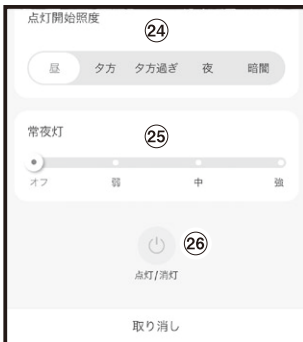 点灯開始照度
㉔
昼 夕方 夕方過ぎ 夜 暗闇
常夜灯
㉕
オフ 弱 中 強
㉖
点灯/消灯
取り消し